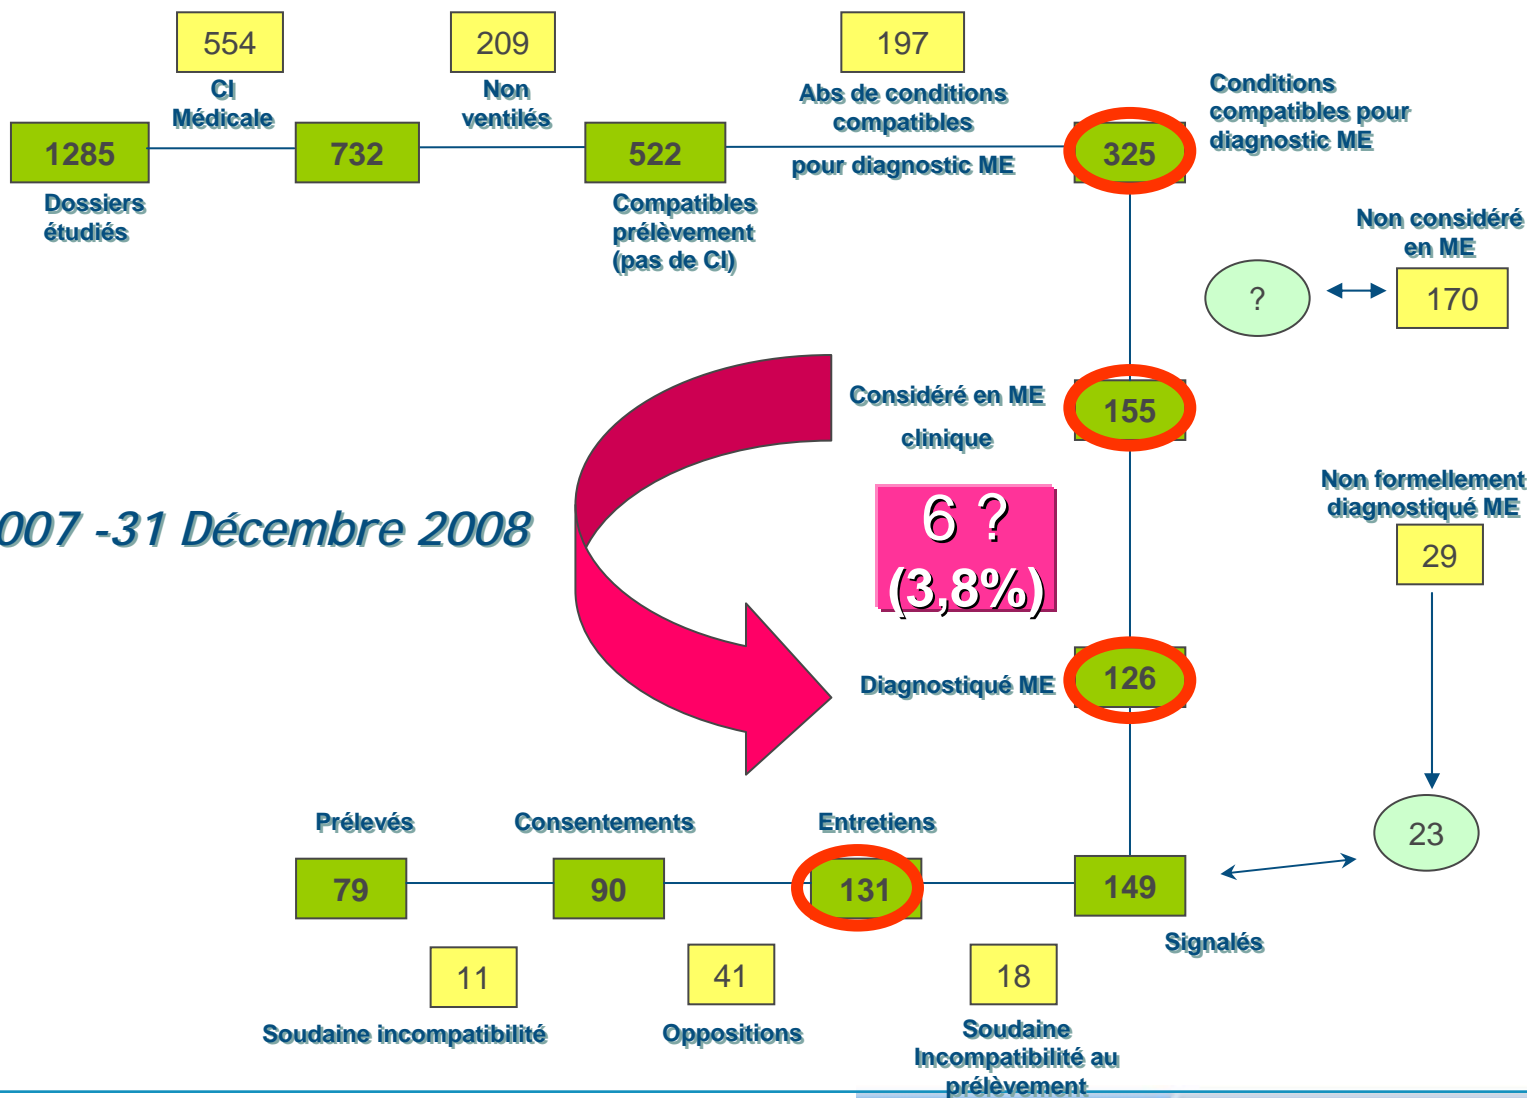 554
209
197
CI
Médicale
Non
ventilés
Abs de conditions
compatibles
pour diagnostic ME
Conditions
compatibles pour
diagnostic ME
1285
732
522
325
Dossiers
étudiés
Compatibles
prélèvement
(pas de CI)
Non considéré
en ME
?
170
Considéré en ME
clinique
155
6 ?
(3,8%)
Non formellement
diagnostiqué ME
29
007 -31 Décembre 2008
Diagnostiqué ME
126
23
Prélevés
Consentements
Entretiens
79
90
131
149
Signalés
11
41
18
Soudaine incompatibilité
Oppositions
Soudaine
Incompatibilité au
prélèvement